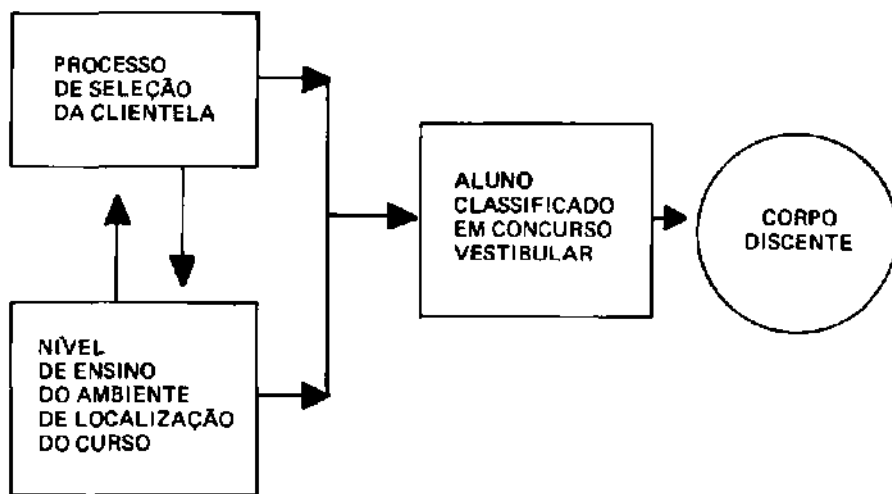 PROCESSO
DE SELEÇÃO
DA CLIENTELA
ALUNO
CLASSIFICADO
EM CONCURSO
VESTIBULAR
CORPO
DISCENTE
NÍVEL
DE ENSINO
DO AMBIENTE
DE LOCALIZAÇÃO
DO CURSO